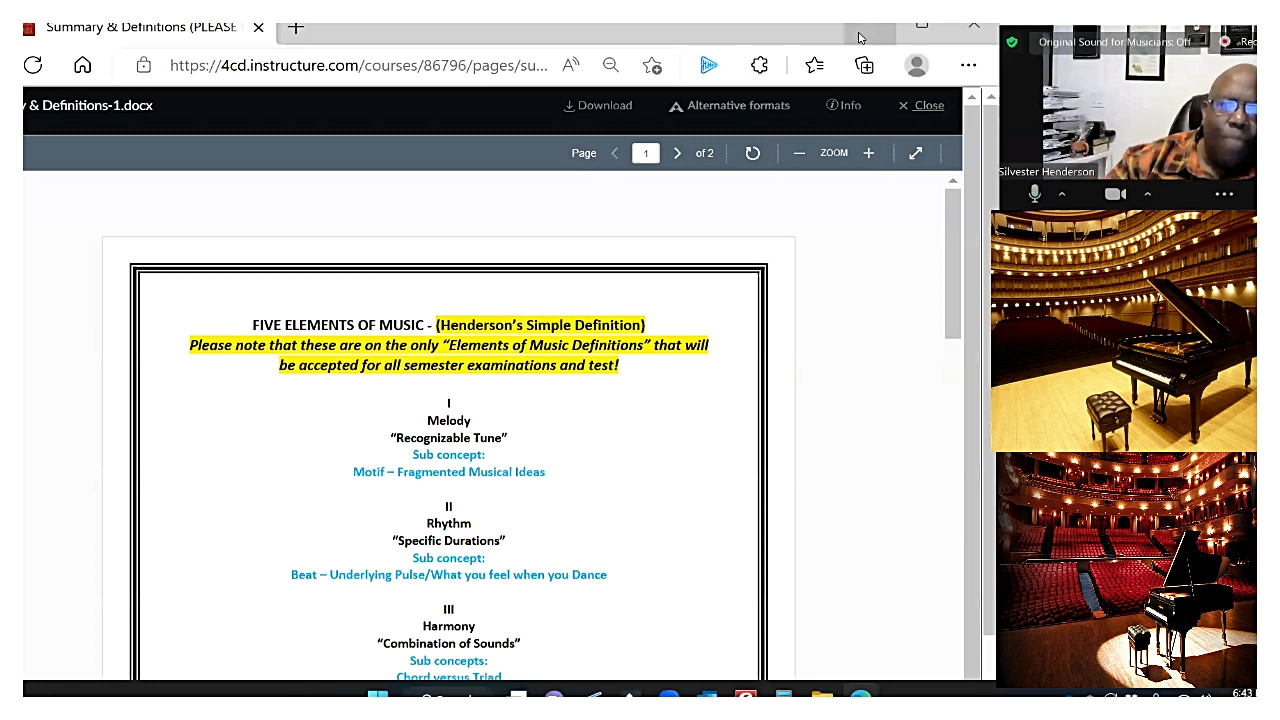 Summary & Definitions (PLEASE
https://4cd.instructure.com/courses/86796/pages/su...
y & Definitions-1.docx
Download
Alternative formats
Info
Close
Page
1
of 2
ZOOM
FIVE ELEMENTS OF MUSIC - (Henderson's Simple Definition)
Please note that these are on the only "Elements of Music Definitions" that will
be accepted for all semester examinations and test!
I
Melody
“Recognizable Tune”
Sub concept:
Motif – Fragmented Musical Ideas
II
Rhythm
“Specific Durations”
Sub concept:
Beat – Underlying Pulse/What you feel when you Dance
III
Harmony
“Combination of Sounds”
Sub concepts:
Chord versus Triad
Original Sound for Musicians: Off
Rec
Silvester Henderson
6:43